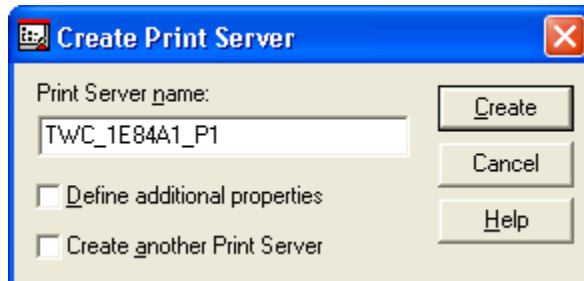 Create Print Server
Print Server name:
Create
TWC_1E84A1_P1
Cancel
Define additional properties
Help
Create another Print Server